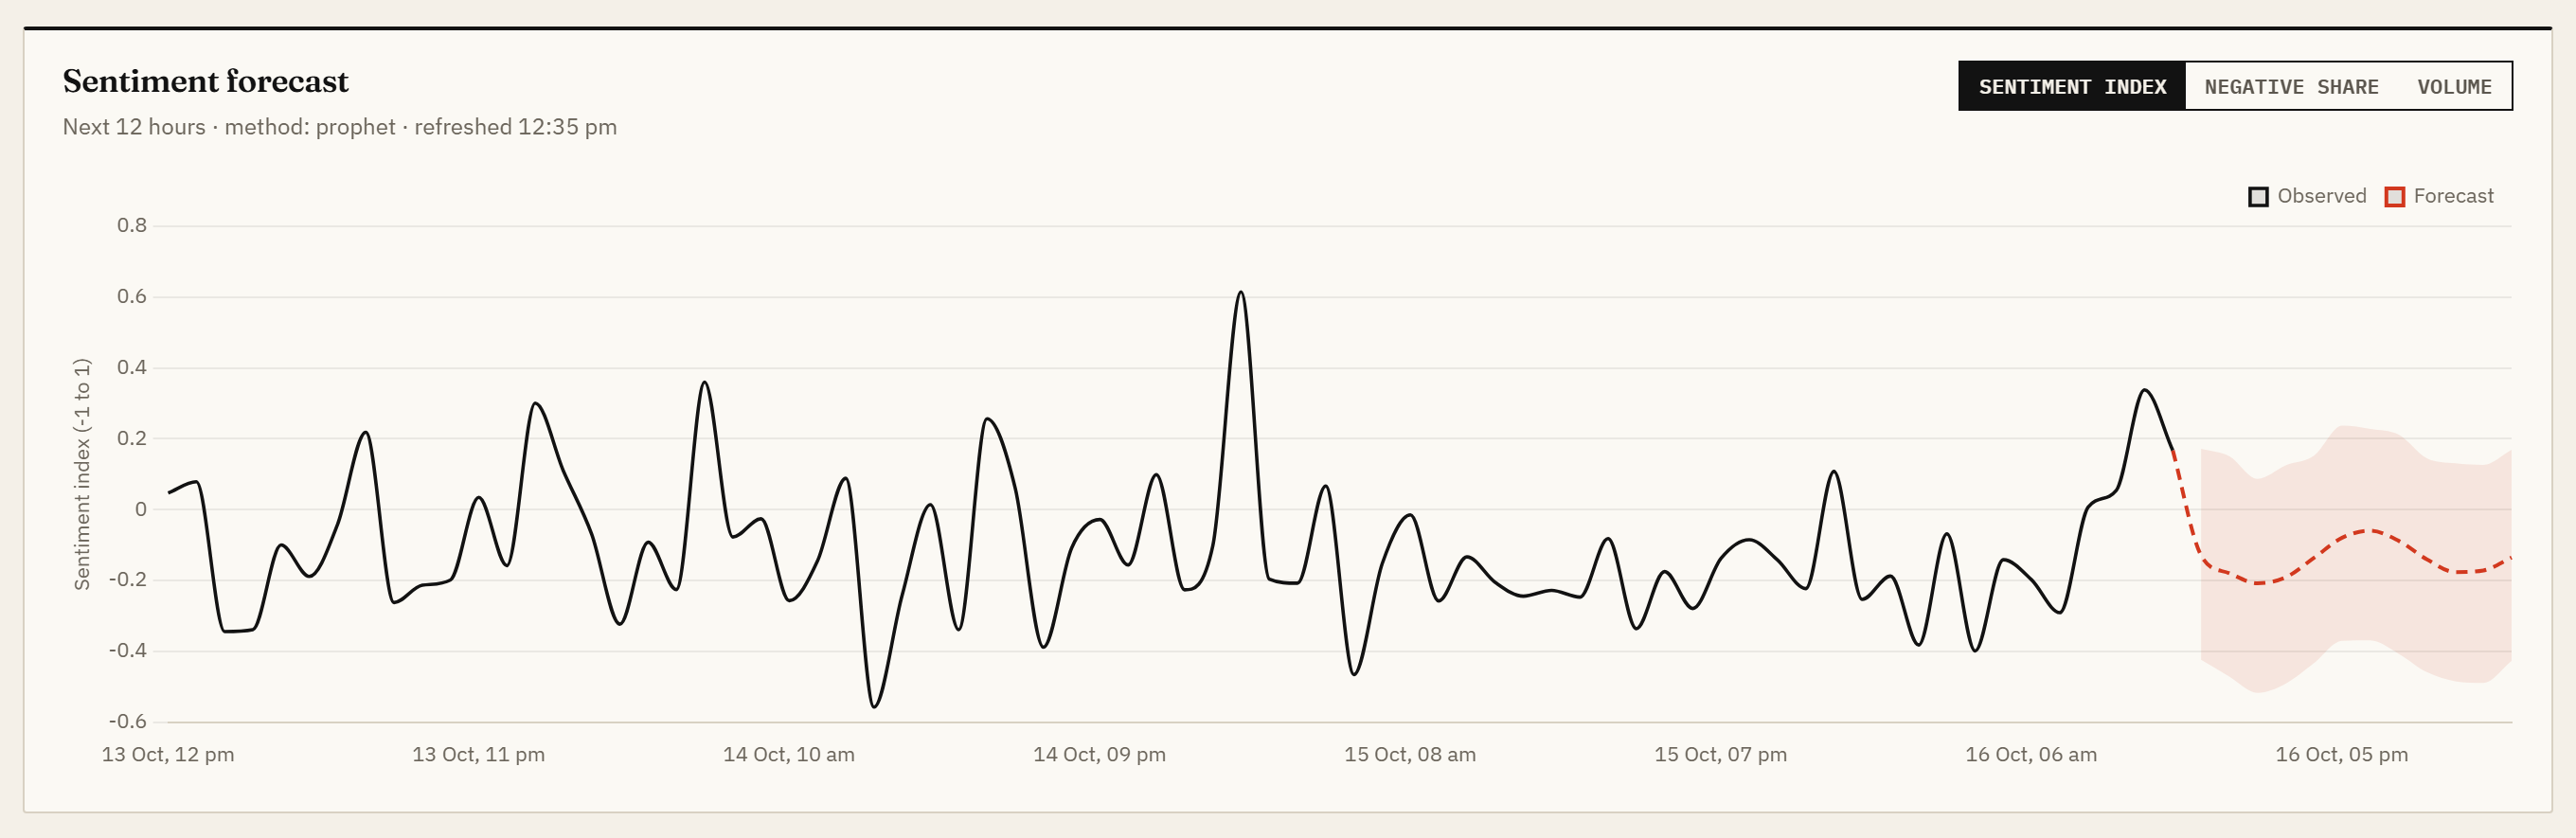 Sentiment forecast
Next 12 hours · method: prophet · refreshed 12:35 pm
SENTIMENT INDEX NEGATIVE SHARE VOLUME
Observed Forecast
Sentiment index (-1 to 1)
0.8
0.6
0.4
0.2
0
-0.2
-0.4
-0.6
13 Oct, 12 pm 13 Oct, 11 pm 14 Oct, 10 am 14 Oct, 09 pm 15 Oct, 08 am 15 Oct, 07 pm 16 Oct, 06 am 16 Oct, 05 pm